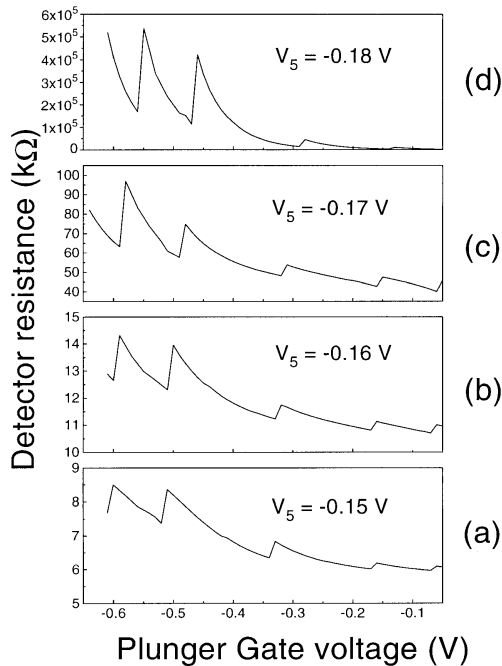 6x10⁵
5x10⁵
4x10⁵
3x10⁵
2x10⁵
1x10⁵
0
V₅ = -0.18 V
(d)
100
90
80
70
60
50
40
V₅ = -0.17 V
(c)
15
14
13
12
11
10
V₅ = -0.16 V
(b)
9
8
7
6
5
V₅ = -0.15 V
(a)
Detector resistance (kΩ)
-0.6 -0.5 -0.4 -0.3 -0.2 -0.1
Plunger Gate voltage (V)